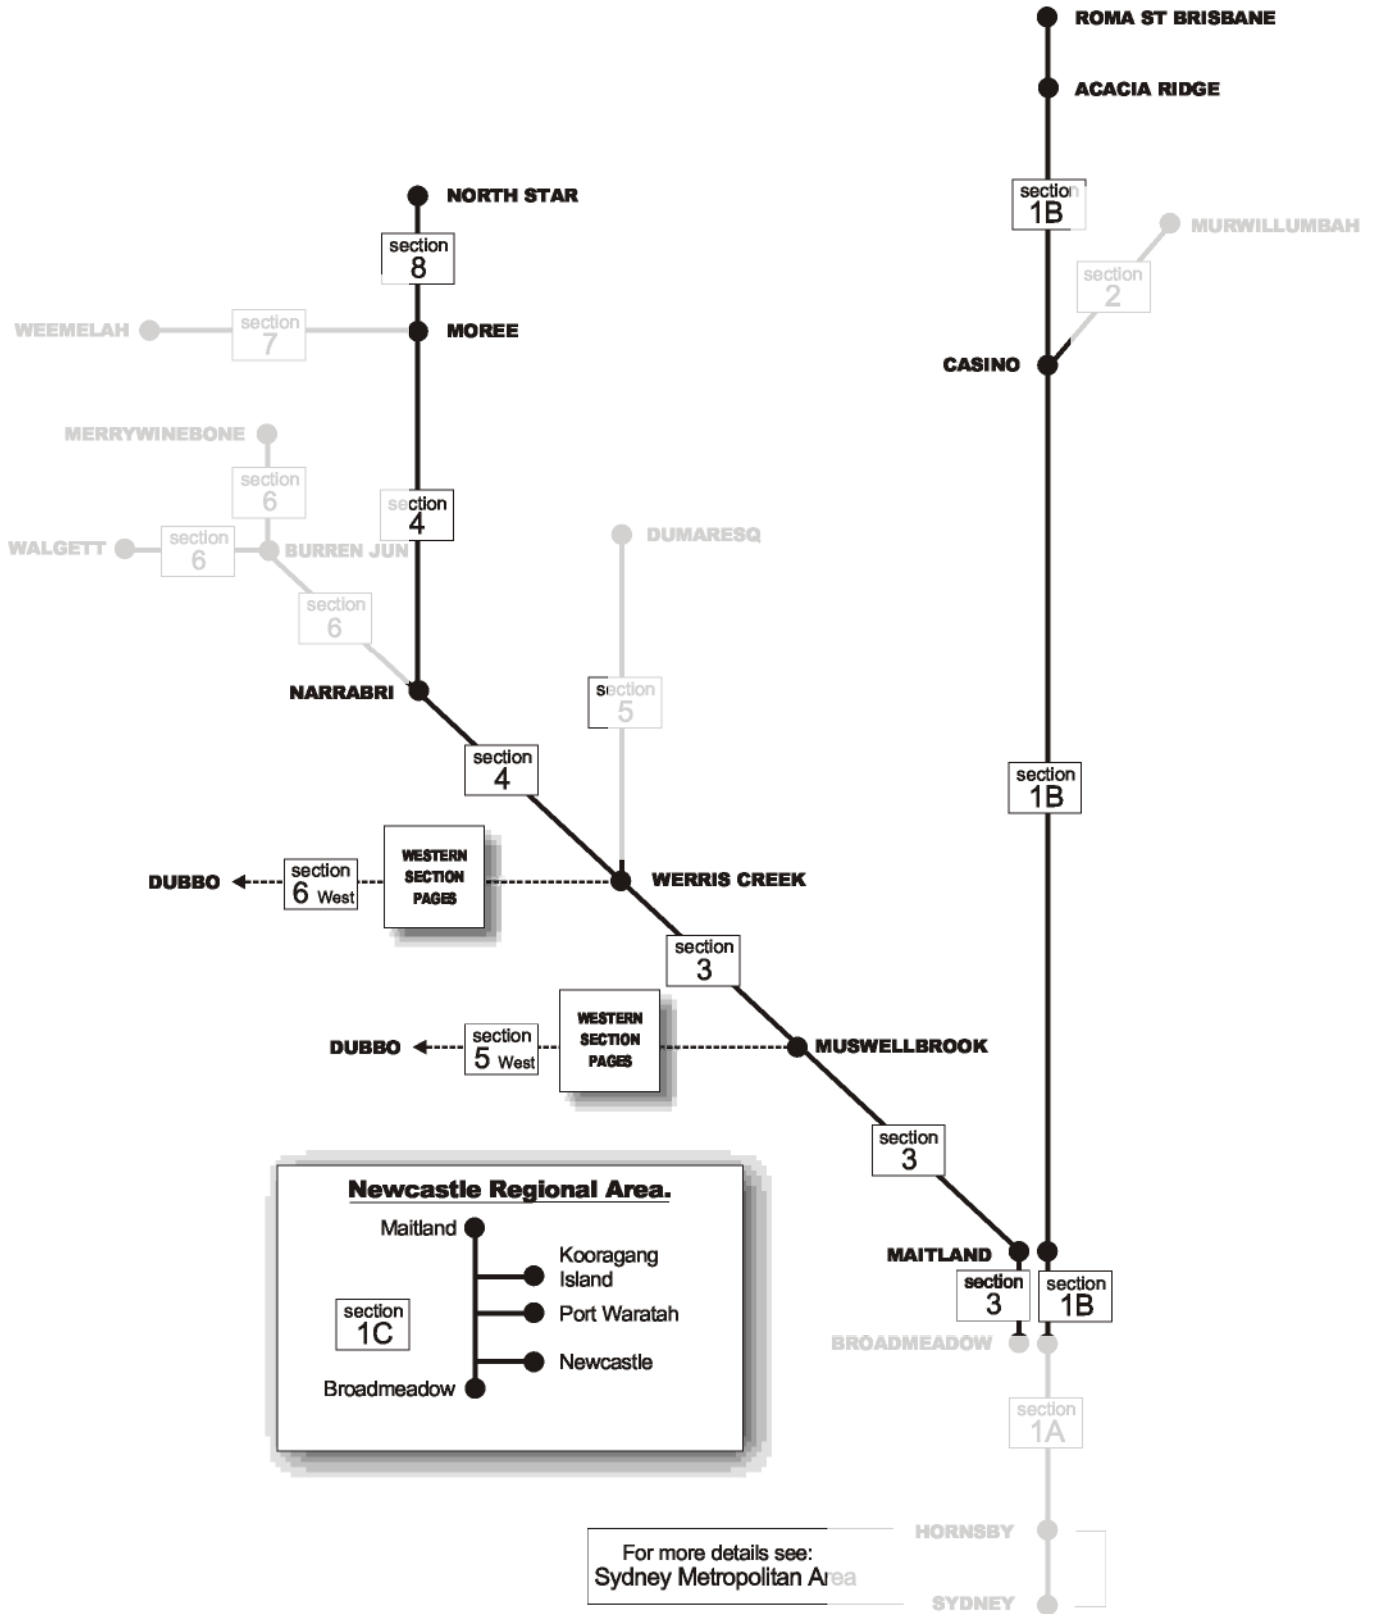 ROMA ST BRISBANE
ACACIA RIDGE
section
1B
NORTH STAR
MURWILLUMBAH
section
8
section
2
WEEMELAH
section
7
MOREE
CASINO
MERRYWINEBONE
section
6
section
4
WALGETT
section
6
BURREN JUN
DUMARESQ
section
6
NARRABRI
section
5
section
4
section
1B
WESTERN
SECTION
PAGES
DUBBO
section
6 West
WERRIS CREEK
section
3
WESTERN
SECTION
PAGES
DUBBO
section
5 West
MUSWELLBROOK
section
3
Newcastle Regional Area.
Maitland
Kooragang
Island
Port Waratah
section
1C
Newcastle
Broadmeadow
MAITLAND
section
3
section
1B
BROADMEADOW
section
1A
HORNSBY
For more details see:
Sydney Metropolitan Area
SYDNEY